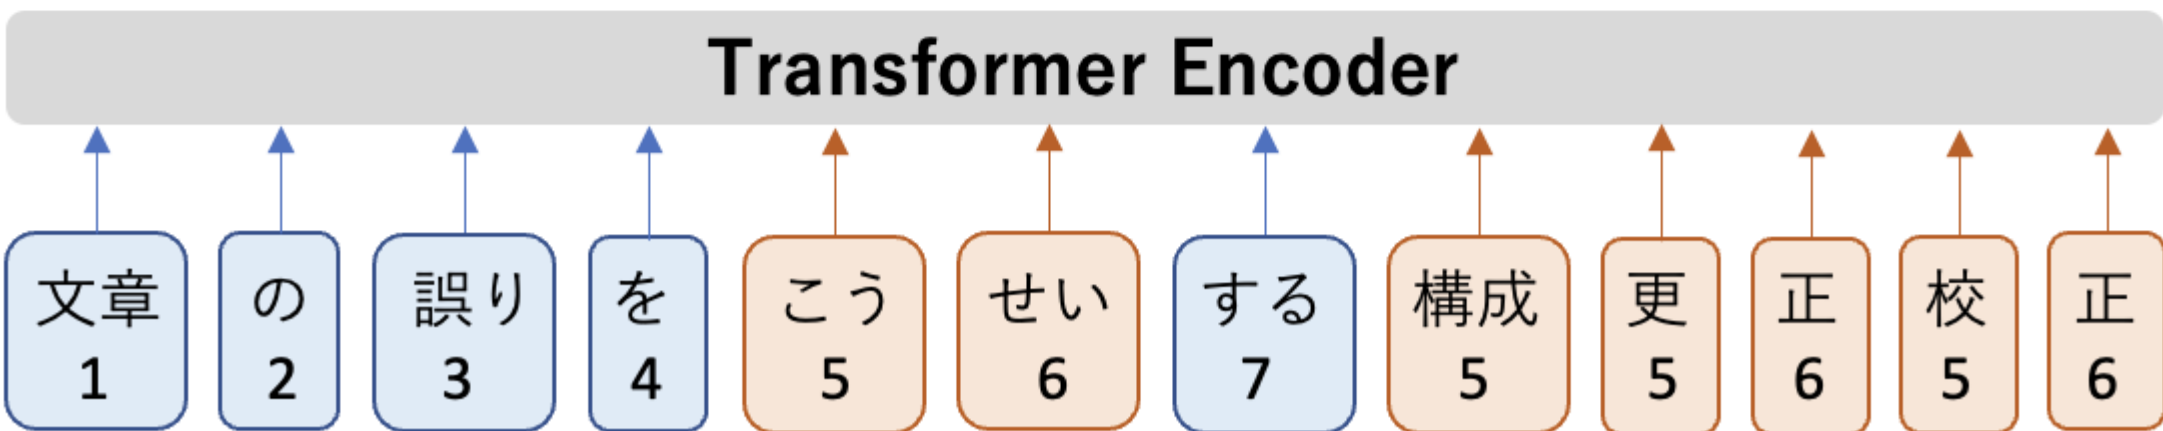 Transformer Encoder
文章 の 誤り を こう せい する 構成 更 正 校 正
1 2 3 4 5 6 7 5 5 6 5 6